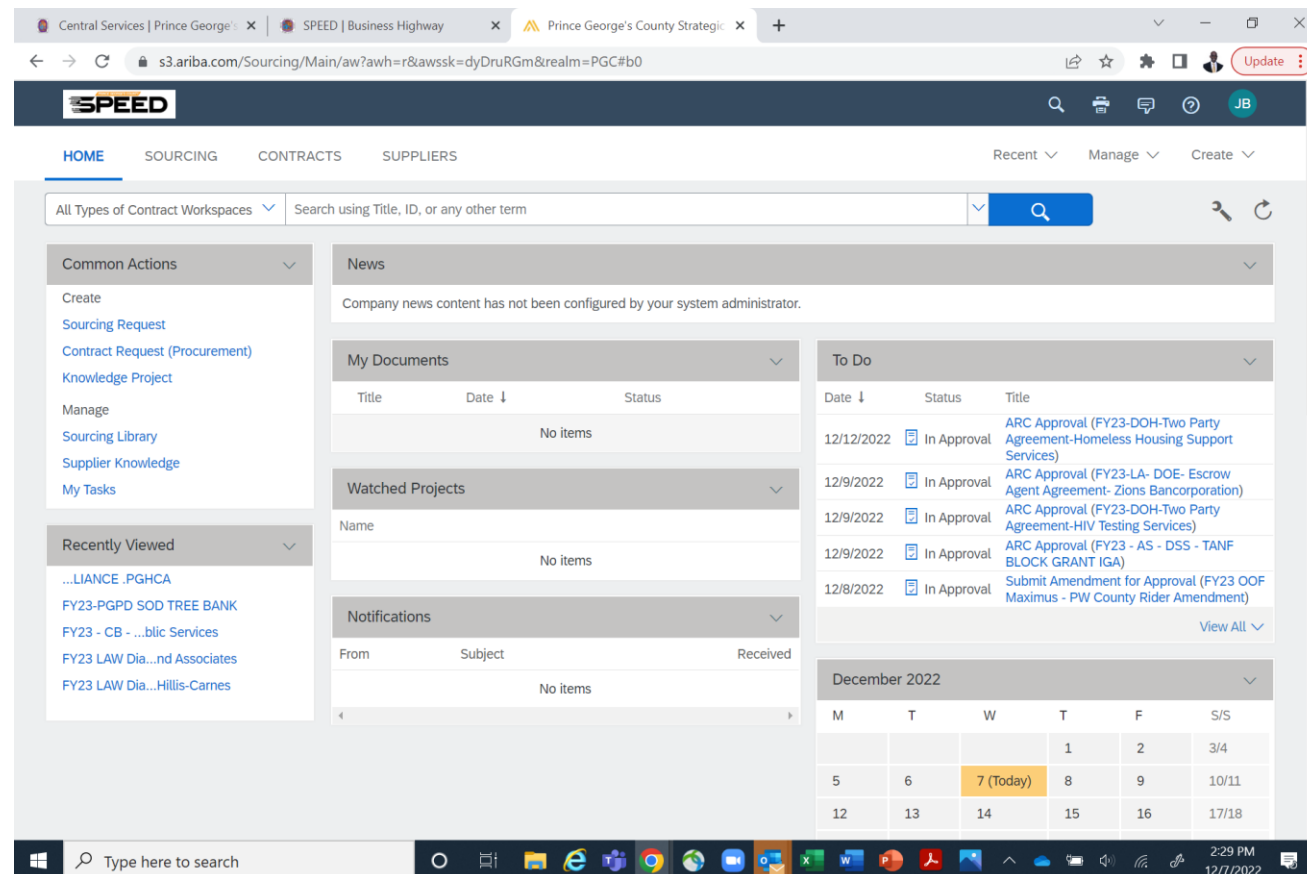 Central Services | Prince George's
SPEED | Business Highway
Prince George's County Strategic
s3.ariba.com/Sourcing/Main/aw?awh=r&awssk=dyDruRGm&realm=PGC#b0
Update
SPEED
JB
HOME SOURCING CONTRACTS SUPPLIERS
Recent Manage Create
All Types of Contract Workspaces Search using Title, ID, or any other term
Common Actions
Create
Sourcing Request
Contract Request (Procurement)
Knowledge Project
Manage
Sourcing Library
Supplier Knowledge
My Tasks
Recently Viewed
...LIANCE .PGHCA
FY23-PGPD SOD TREE BANK
FY23 - CB - ...blic Services
FY23 LAW Dia...nd Associates
FY23 LAW Dia...Hillis-Carnes
News
Company news content has not been configured by your system administrator.
My Documents
Title Date ↓ Status
No items
Watched Projects
Name
No items
Notifications
From Subject Received
No items
To Do
Date ↓ Status Title
12/12/2022 In Approval ARC Approval (FY23-DOH-Two Party
Agreement-Homeless Housing Support
Services)
12/9/2022 In Approval ARC Approval (FY23-LA- DOE- Escrow
Agent Agreement- Zions Bancorporation)
12/9/2022 In Approval ARC Approval (FY23-DOH-Two Party
Agreement-HIV Testing Services)
12/9/2022 In Approval ARC Approval (FY23 - AS - DSS - TANF
BLOCK GRANT IGA)
12/8/2022 In Approval Submit Amendment for Approval (FY23 OOF
Maximus - PW County Rider Amendment)
View All
December 2022
M T W T F S/S
1 2 3/4
5 6 7 (Today) 8 9 10/11
12 13 14 15 16 17/18
Type here to search
2:29 PM
12/7/2022